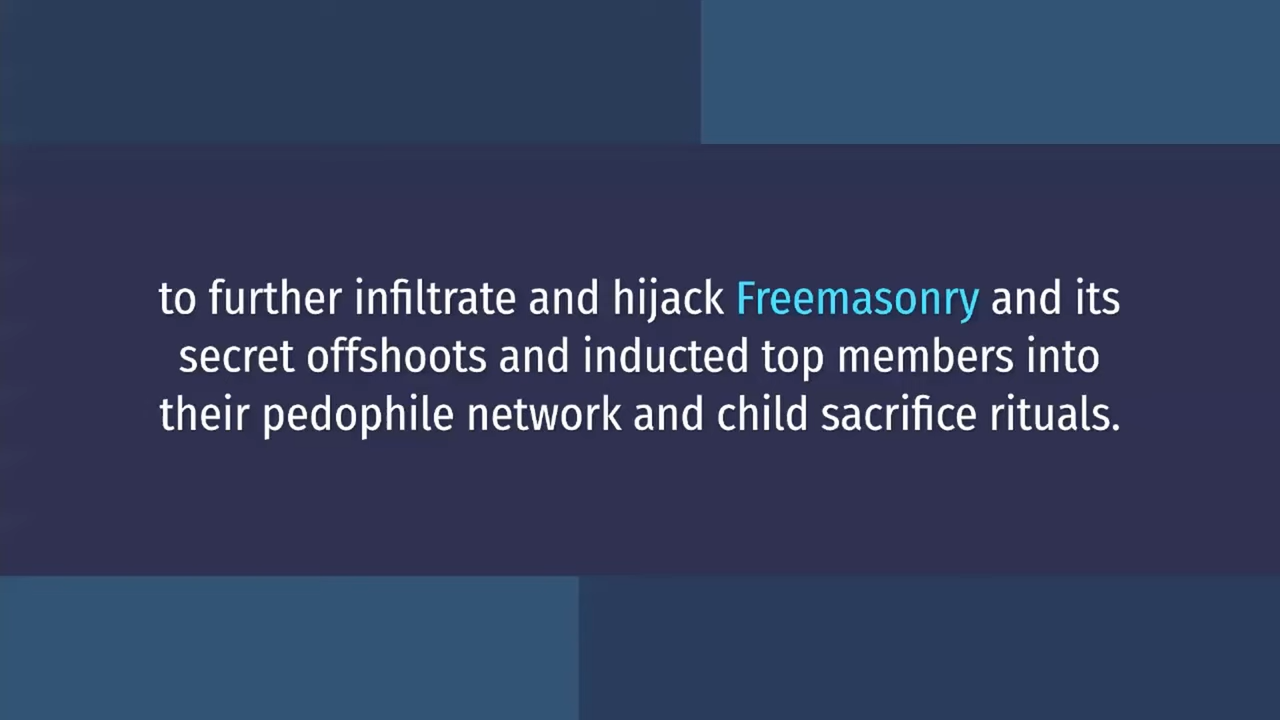 to further infiltrate and hijack Freemasonry and its
secret offshoots and inducted top members into
their pedophile network and child sacrifice rituals.